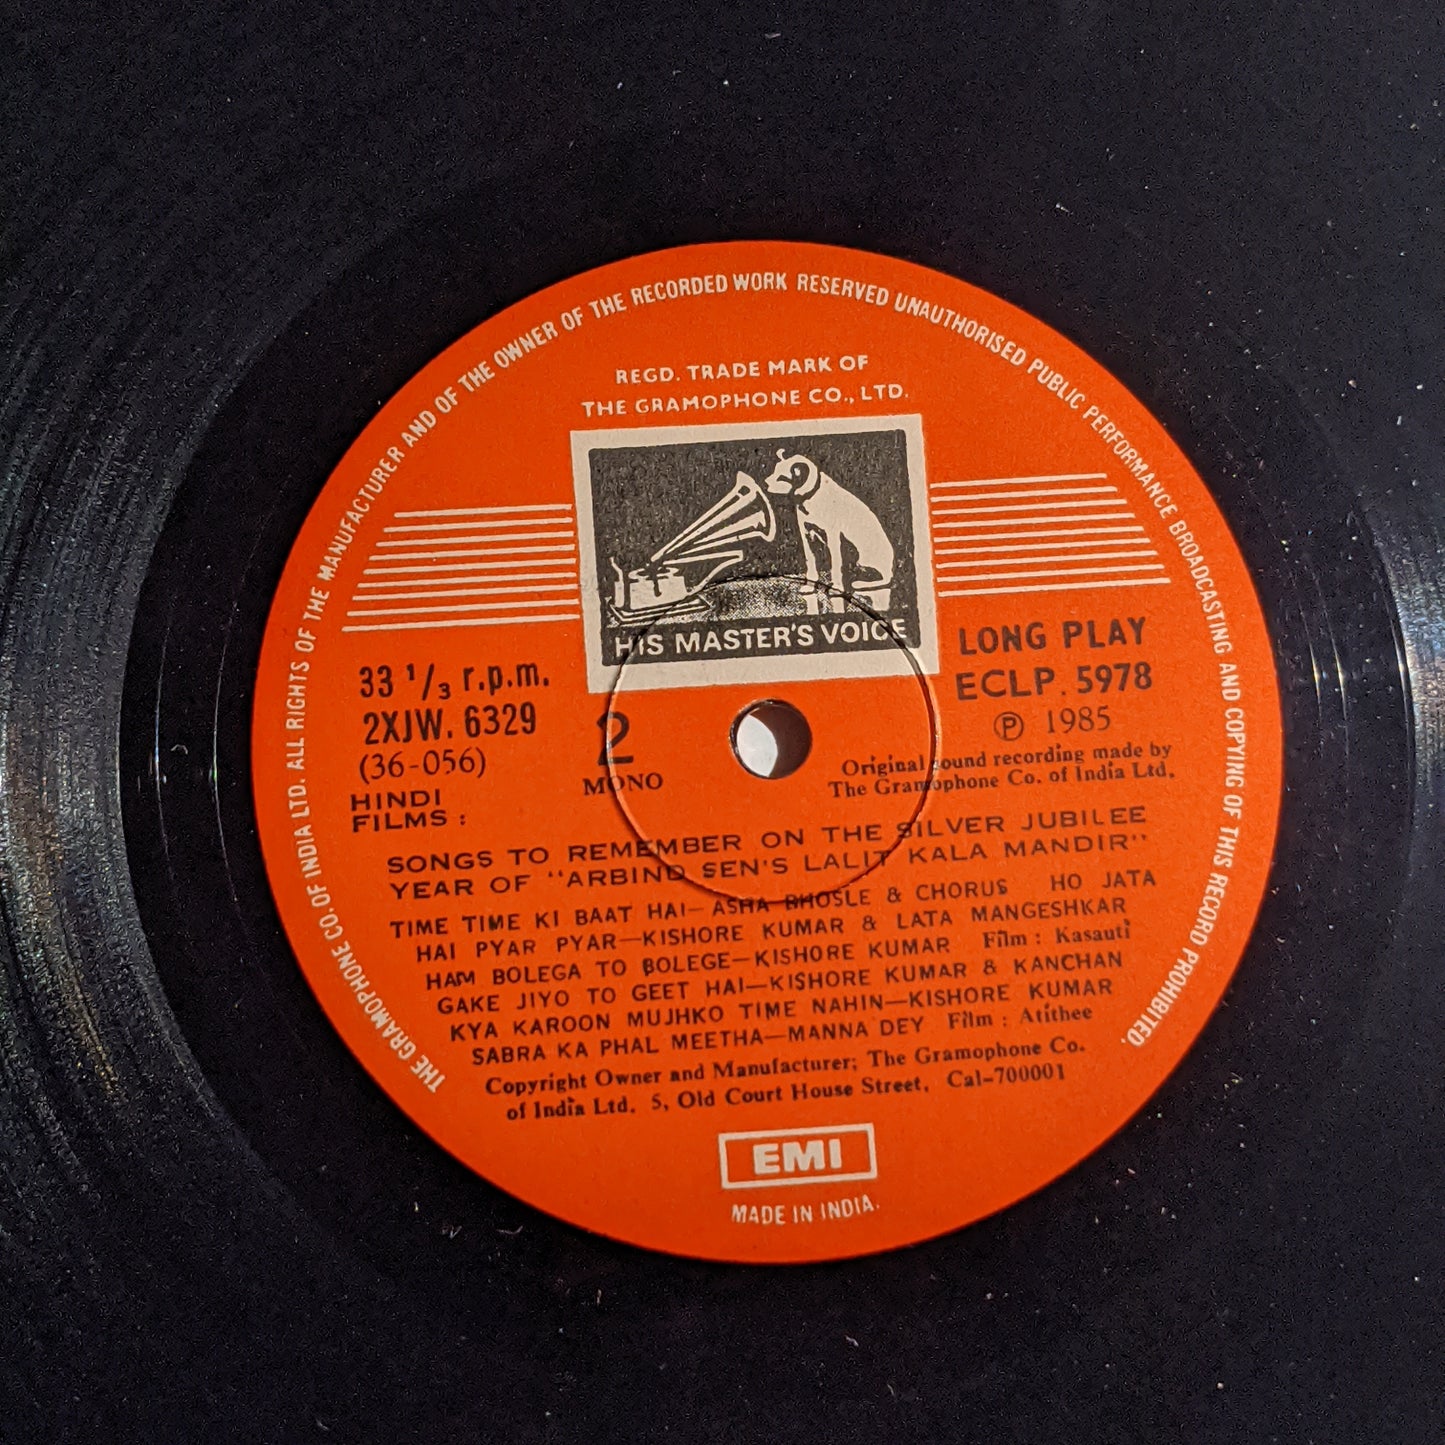 THE GRAMOPHONE CO. OF INDIA LTD. ALL RIGHTS OF THE MANUFACTURER AND OF THE OWNER OF THE RECORDED WORK RESERVED UNAUTHORISED PUBLIC PERFORMANCE BROADCASTING AND COPYING OF THIS RECORD PROHIBITED.
REGD. TRADE MARK OF
THE GRAMOPHONE CO., LTD.
HIS MASTER'S VOICE
33 1/3 r.p.m.
2XJW. 6329
(36-056)
2
MONO
LONG PLAY
ECLP. 5978
Ⓟ 1985
Original sound recording made by
The Gramophone Co. of India Ltd.
HINDI
FILMS :
SONGS TO REMEMBER ON THE SILVER JUBILEE
YEAR OF "ARBIND SEN'S LALIT KALA MANDIR"
TIME TIME KI BAAT HAI—ASHA BHOSLE & CHORUS HO JATA
HAI PYAR PYAR—KISHORE KUMAR & LATA MANGESHKAR
HAM BOLEGA TO BOLEGE—KISHORE KUMAR Film : Kasauti
GAKE JIYO TO GEET HAI—KISHORE KUMAR & KANCHAN
KYA KAROON MUJHKO TIME NAHIN—KISHORE KUMAR
SABRA KA PHAL MEETHA—MANNA DEY Film : Atithee
Copyright Owner and Manufacturer; The Gramophone Co.
of India Ltd. 5, Old Court House Street, Cal-700001
EMI
MADE IN INDIA.